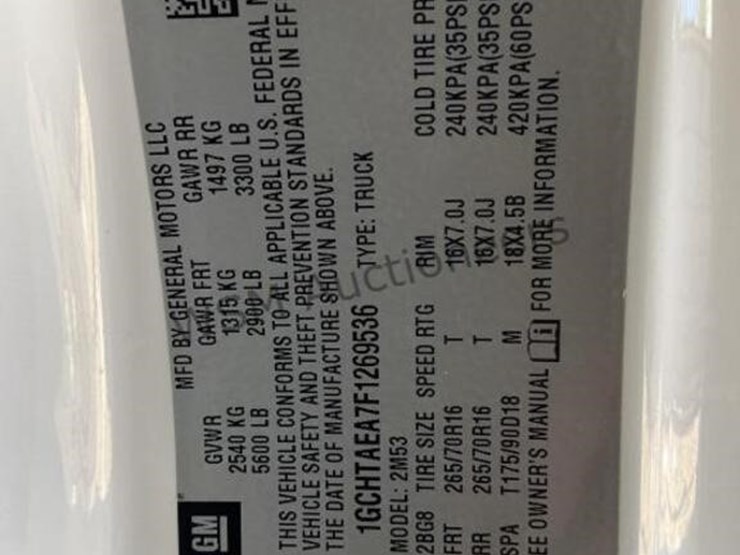 GM
MFD BY GENERAL MOTORS LLC
GVWR GAWR FRT GAWR RR
2540 KG 1315 KG 1497 KG
5600 LB 2900 LB 3300 LB
THIS VEHICLE CONFORMS TO ALL APPLICABLE U.S. FEDERAL
VEHICLE SAFETY AND THEFT PREVENTION STANDARDS IN EFF
THE DATE OF MANUFACTURE SHOWN ABOVE.
1GCHTAEA7F1269536 TYPE: TRUCK
MODEL: 2M53
2BG8 TIRE SIZE SPEED RTG RIM COLD TIRE PR
FRT 265/70R16 T 16X7.0J 240KPA(35PSI
RR 265/70R16 T 16X7.0J 240KPA(35PS
SPA T175/90D18 M 18X4.5B 420KPA(60PS
EE OWNER'S MANUAL i FOR MORE INFORMATION.